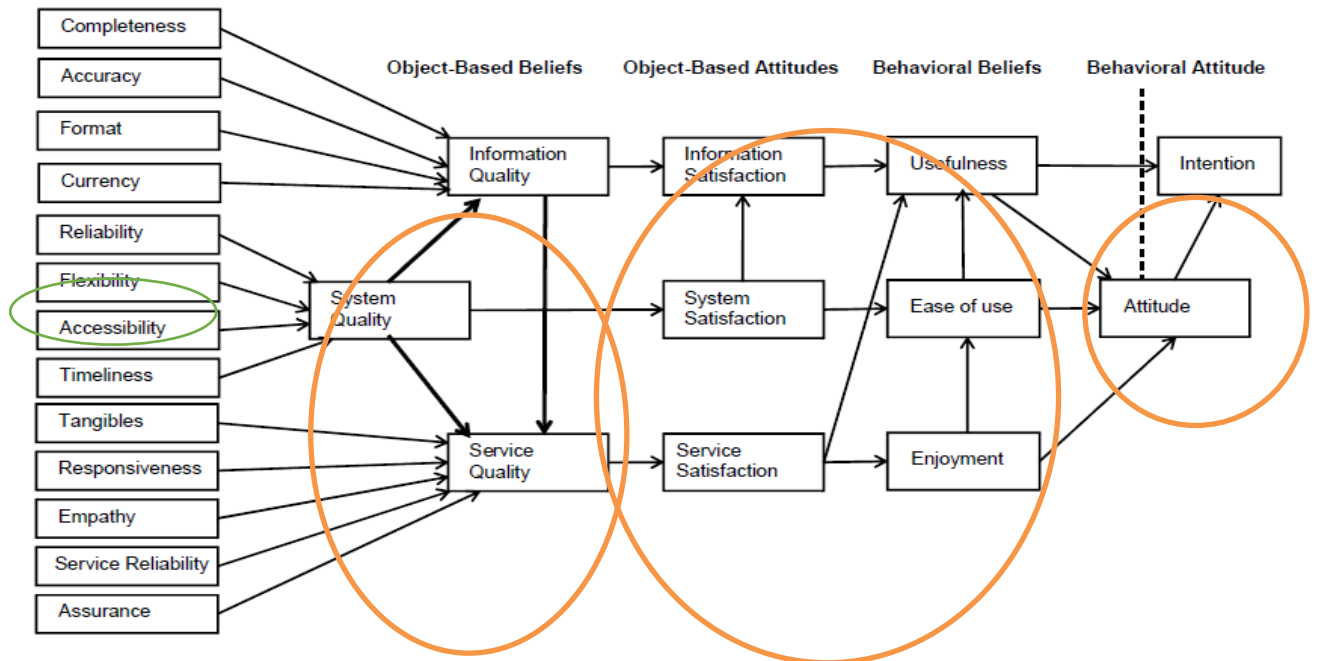 Completeness
Accuracy
Format
Currency
Reliability
Flexibility
Accessibility
Timeliness
Tangibles
Responsiveness
Empathy
Service Reliability
Assurance
Object-Based Beliefs
Information
Quality
System
Quality
Service
Quality
Object-Based Attitudes
Information
Satisfaction
System
Satisfaction
Service
Satisfaction
Behavioral Beliefs
Usefulness
Ease of use
Enjoyment
Behavioral Attitude
Intention
Attitude